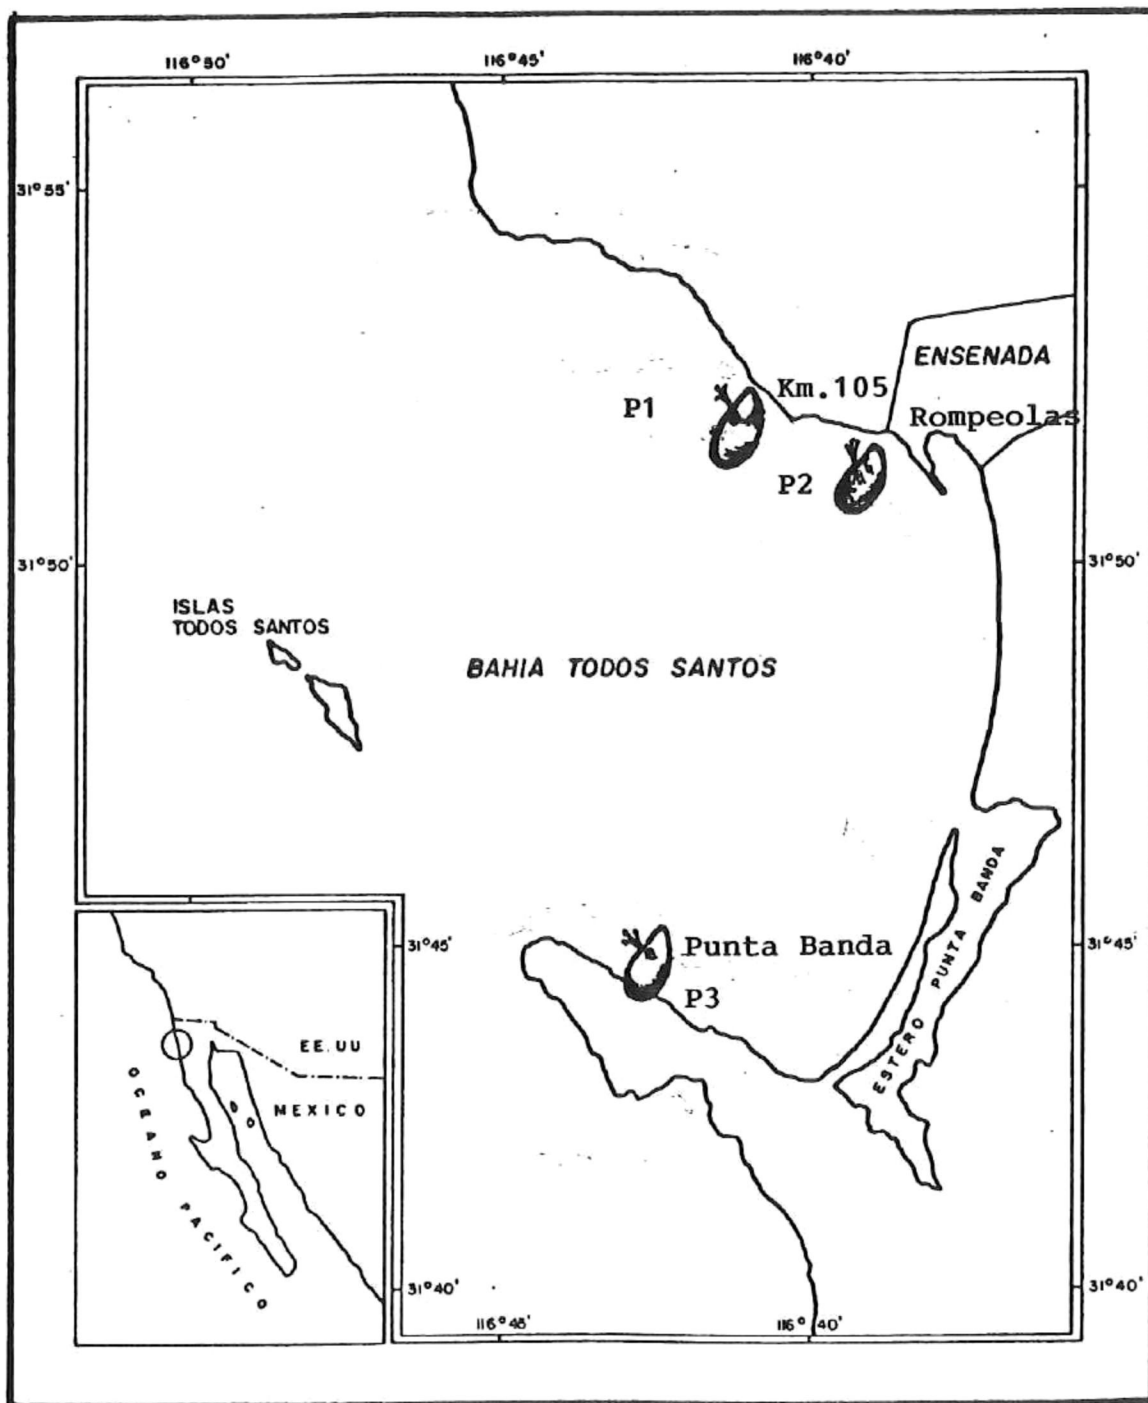 116°50'
116°45'
116°40'
31°55'
ENSENADA
Km.105
P1
Rompeolas
P2
31°50'
31°50'
ISLAS
TODOS SANTOS
BAHIA TODOS SANTOS
ESTERO PUNTA BANDA
31°45'
31°45'
Punta Banda
P3
EE.UU
MEXICO
OCEANO PACIFICO
31°40'
31°40'
116°45'
116°40'